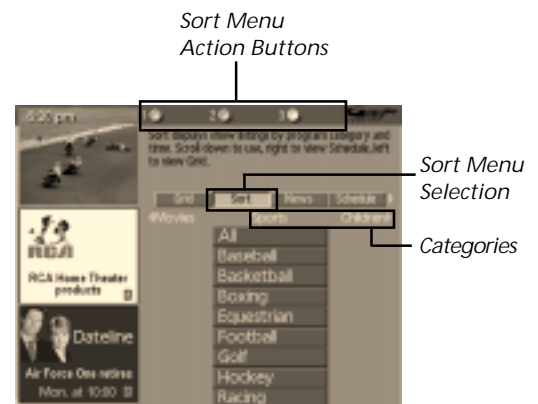 Sort Menu
Action Buttons
6:30 pm
1 2 3
Sort displays show listings by program category and
time. Scroll down to use, right to view Schedule, left
to view Grid.
Sort Menu
Selection
Grid Sort News Schedule
Movies Sports Children
Categories
All
Baseball
Basketball
Boxing
Equestrian
Football
Golf
Hockey
Racing
RCA
RCA Home Theater
products
Dateline
Air Force One retires
Mon. at 10:00